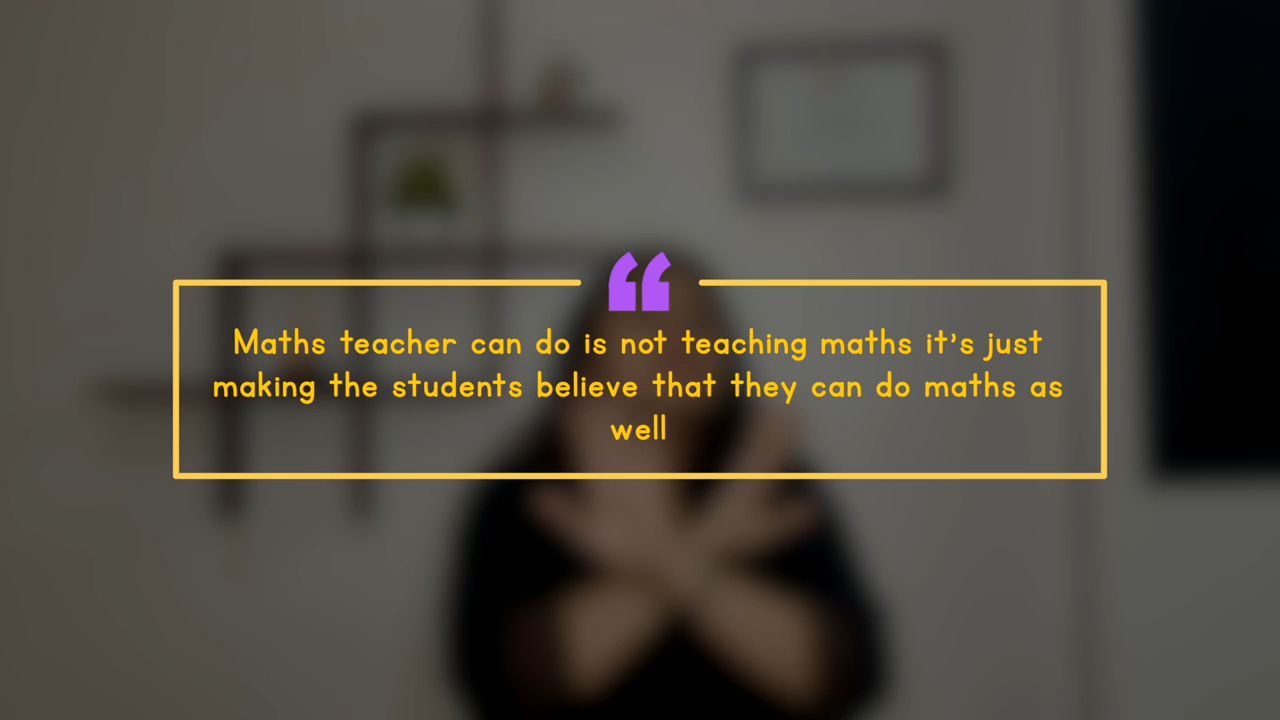 Maths teacher can do is not teaching maths it's just
making the students believe that they can do maths as
well